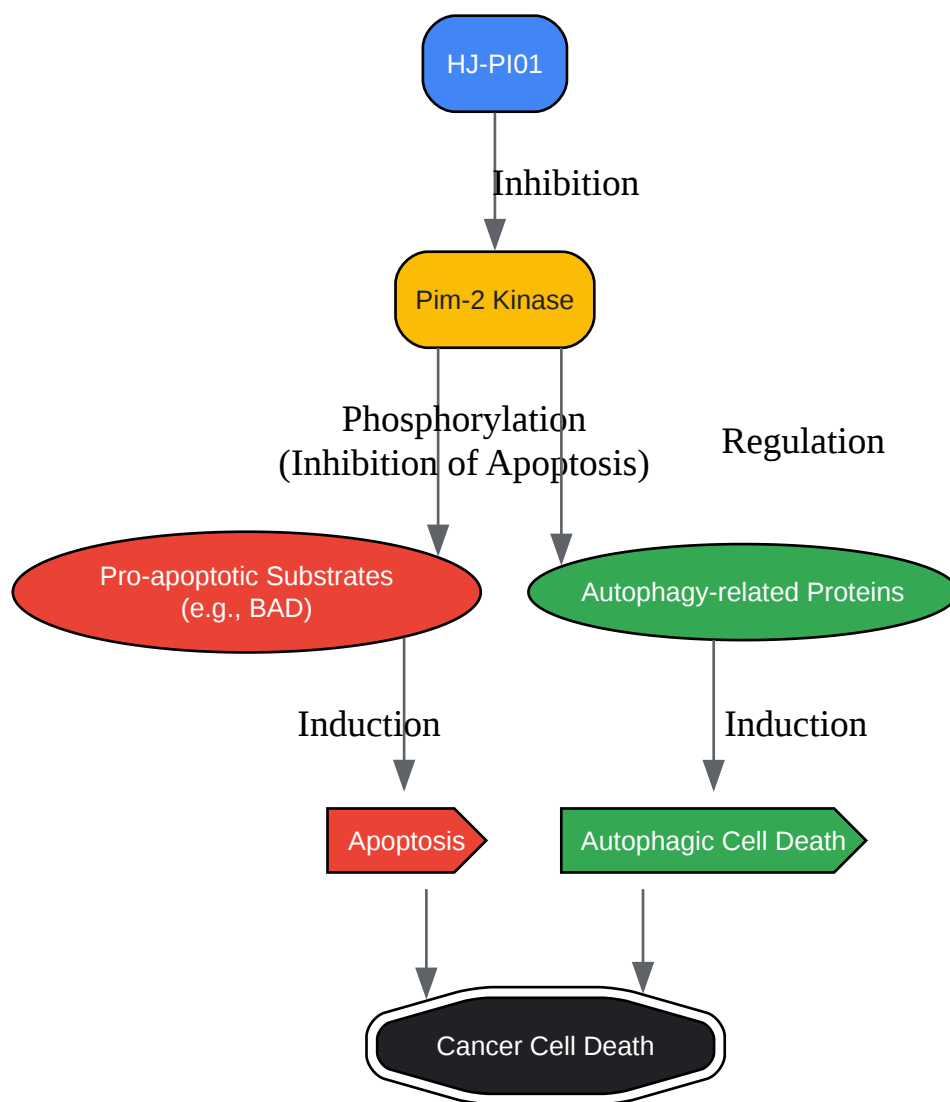 HJ-PI01
Inhibition
Pim-2 Kinase
Phosphorylation
(Inhibition of Apoptosis)
Regulation
Pro-apoptotic Substrates
(e.g., BAD)
Autophagy-related Proteins
Induction
Induction
Apoptosis
Autophagic Cell Death
Cancer Cell Death